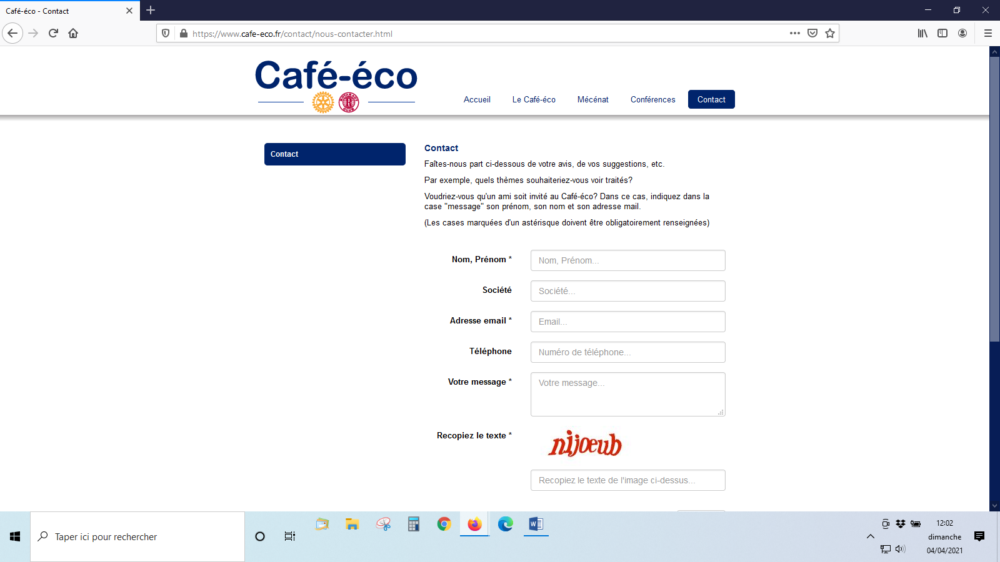 Café-éco - Contact
https://www.cafe-eco.fr/contact/nous-contacter.html
Café-éco
Accueil
Le Café-éco
Mécénat
Conférences
Contact
Contact
Contact
Faîtes-nous part ci-dessous de votre avis, de vos suggestions, etc.
Par exemple, quels thèmes souhaiteriez-vous voir traités?
Voudriez-vous qu'un ami soit invité au Café-éco? Dans ce cas, indiquez dans la
case "message" son prénom, son nom et son adresse mail.
(Les cases marquées d'un astérisque doivent être obligatoirement renseignées)
Nom, Prénom *
Nom, Prénom...
Société
Société...
Adresse email *
Email...
Téléphone
Numéro de téléphone...
Votre message *
Votre message...
Recopiez le texte *
nijoeub
Recopiez le texte de l'image ci-dessus...
Taper ici pour rechercher
12:02
dimanche
04/04/2021